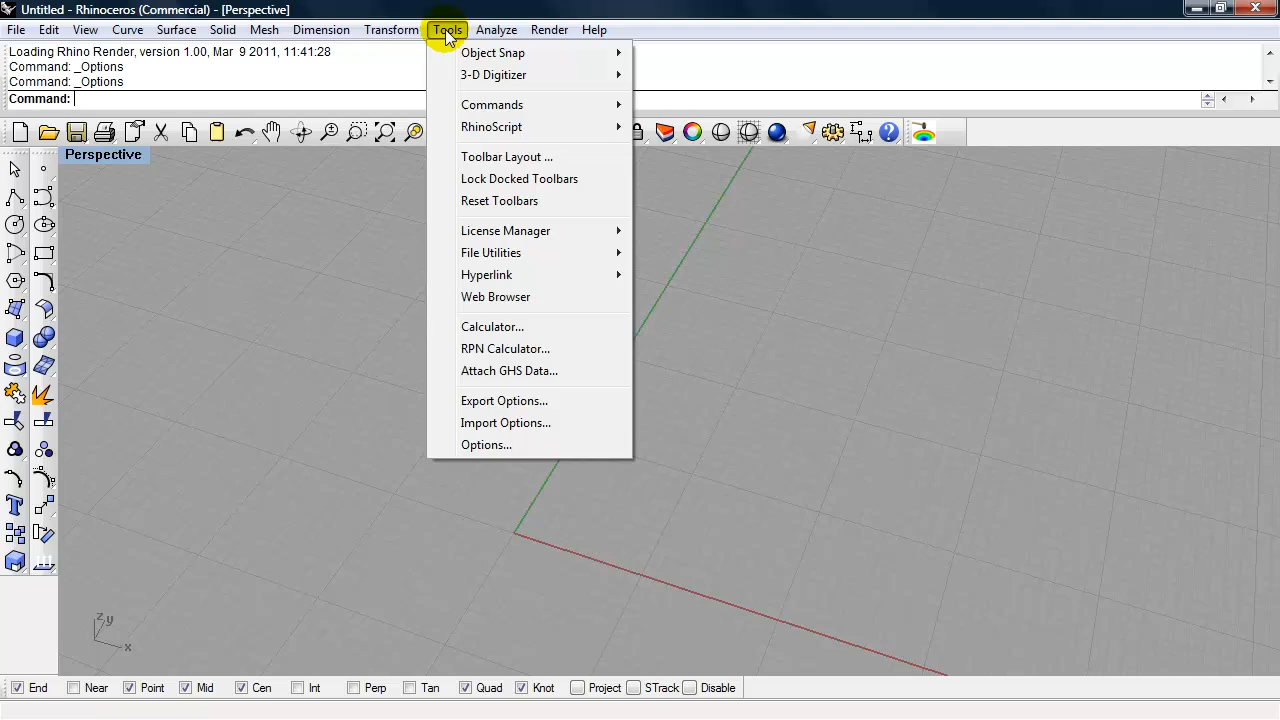 Untitled - Rhinoceros (Commercial) - [Perspective]
File Edit View Curve Surface Solid Mesh Dimension Transform Tools Analyze Render Help
Loading Rhino Render, version 1.00, Mar 9 2011, 11:41:28
Command: _Options
Command: _Options
Command:
Perspective
Object Snap
3-D Digitizer
Commands
RhinoScript
Toolbar Layout ...
Lock Docked Toolbars
Reset Toolbars
License Manager
File Utilities
Hyperlink
Web Browser
Calculator...
RPN Calculator...
Attach GHS Data...
Export Options...
Import Options...
Options...
z
y
x
End Near Point Mid Cen Int Perp Tan Quad Knot Project STrack Disable